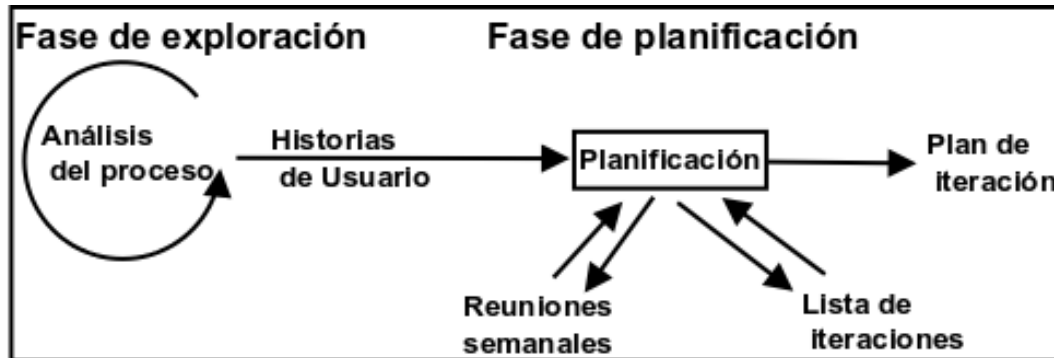 Fase de exploración
Fase de planificación
Análisis
del proceso
Historias
de Usuario
Planificación
Plan de
iteración
Reuniones
semanales
Lista de
iteraciones